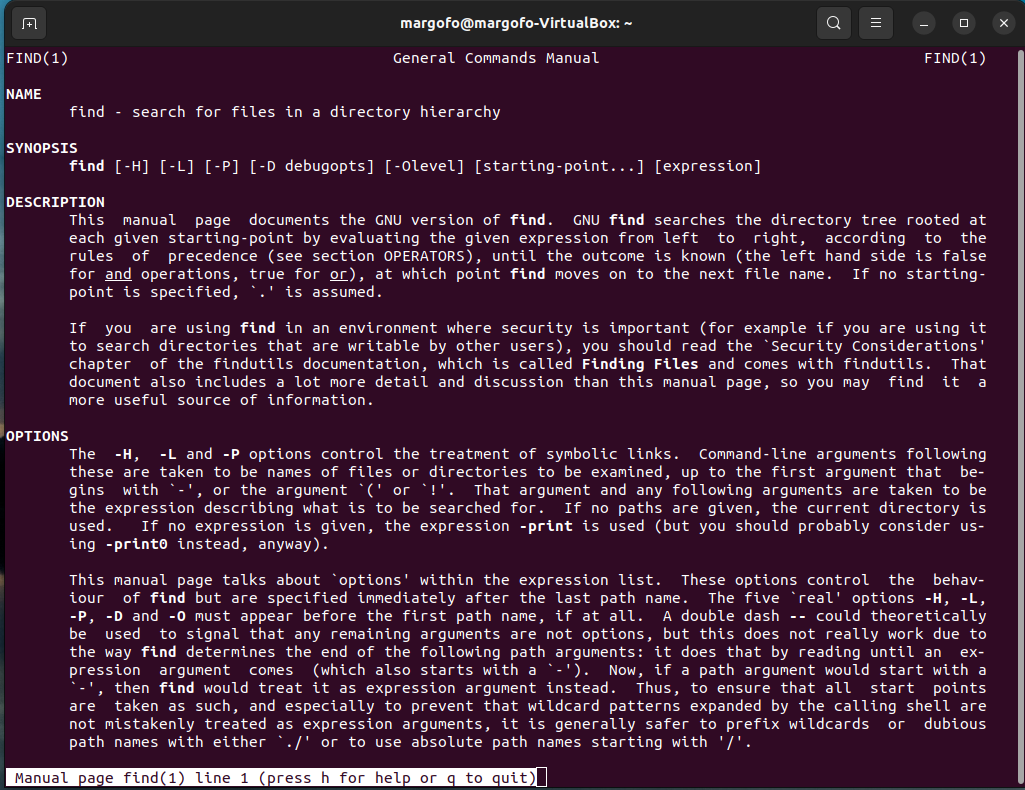 margofo@margofo-VirtualBox: ~
FIND(1) General Commands Manual FIND(1)
NAME
find - search for files in a directory hierarchy
SYNOPSIS
find [-H] [-L] [-P] [-D debugopts] [-Olevel] [starting-point...] [expression]
DESCRIPTION
This manual page documents the GNU version of find. GNU find searches the directory tree rooted at
each given starting-point by evaluating the given expression from left to right, according to the
rules of precedence (see section OPERATORS), until the outcome is known (the left hand side is false
for and operations, true for or), at which point find moves on to the next file name. If no starting-
point is specified, `.' is assumed.
If you are using find in an environment where security is important (for example if you are using it
to search directories that are writable by other users), you should read the `Security Considerations'
chapter of the findutils documentation, which is called Finding Files and comes with findutils. That
document also includes a lot more detail and discussion than this manual page, so you may find it a
more useful source of information.
OPTIONS
The -H, -L and -P options control the treatment of symbolic links. Command-line arguments following
these are taken to be names of files or directories to be examined, up to the first argument that be-
gins with `-', or the argument `(' or `!'. That argument and any following arguments are taken to be
the expression describing what is to be searched for. If no paths are given, the current directory is
used. If no expression is given, the expression -print is used (but you should probably consider us-
ing -print0 instead, anyway).
This manual page talks about `options' within the expression list. These options control the behav-
iour of find but are specified immediately after the last path name. The five `real' options -H, -L,
-P, -D and -O must appear before the first path name, if at all. A double dash -- could theoretically
be used to signal that any remaining arguments are not options, but this does not really work due to
the way find determines the end of the following path arguments: it does that by reading until an ex-
pression argument comes (which also starts with a `-'). Now, if a path argument would start with a
`-', then find would treat it as expression argument instead. Thus, to ensure that all start points
are taken as such, and especially to prevent that wildcard patterns expanded by the calling shell are
not mistakenly treated as expression arguments, it is generally safer to prefix wildcards or dubious
path names with either `./' or to use absolute path names starting with '/'.
Manual page find(1) line 1 (press h for help or q to quit)